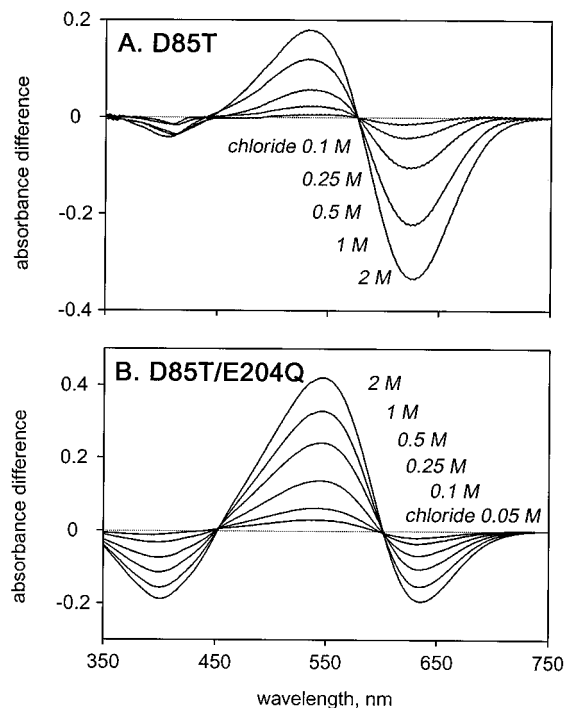 A. D85T
0.2
0
-0.2
-0.4
absorbance difference
chloride 0.1 M
0.25 M
0.5 M
1 M
2 M
B. D85T/E204Q
0.4
0.2
0
-0.2
absorbance difference
2 M
1 M
0.5 M
0.25 M
0.1 M
chloride 0.05 M
350
450
550
650
750
wavelength, nm